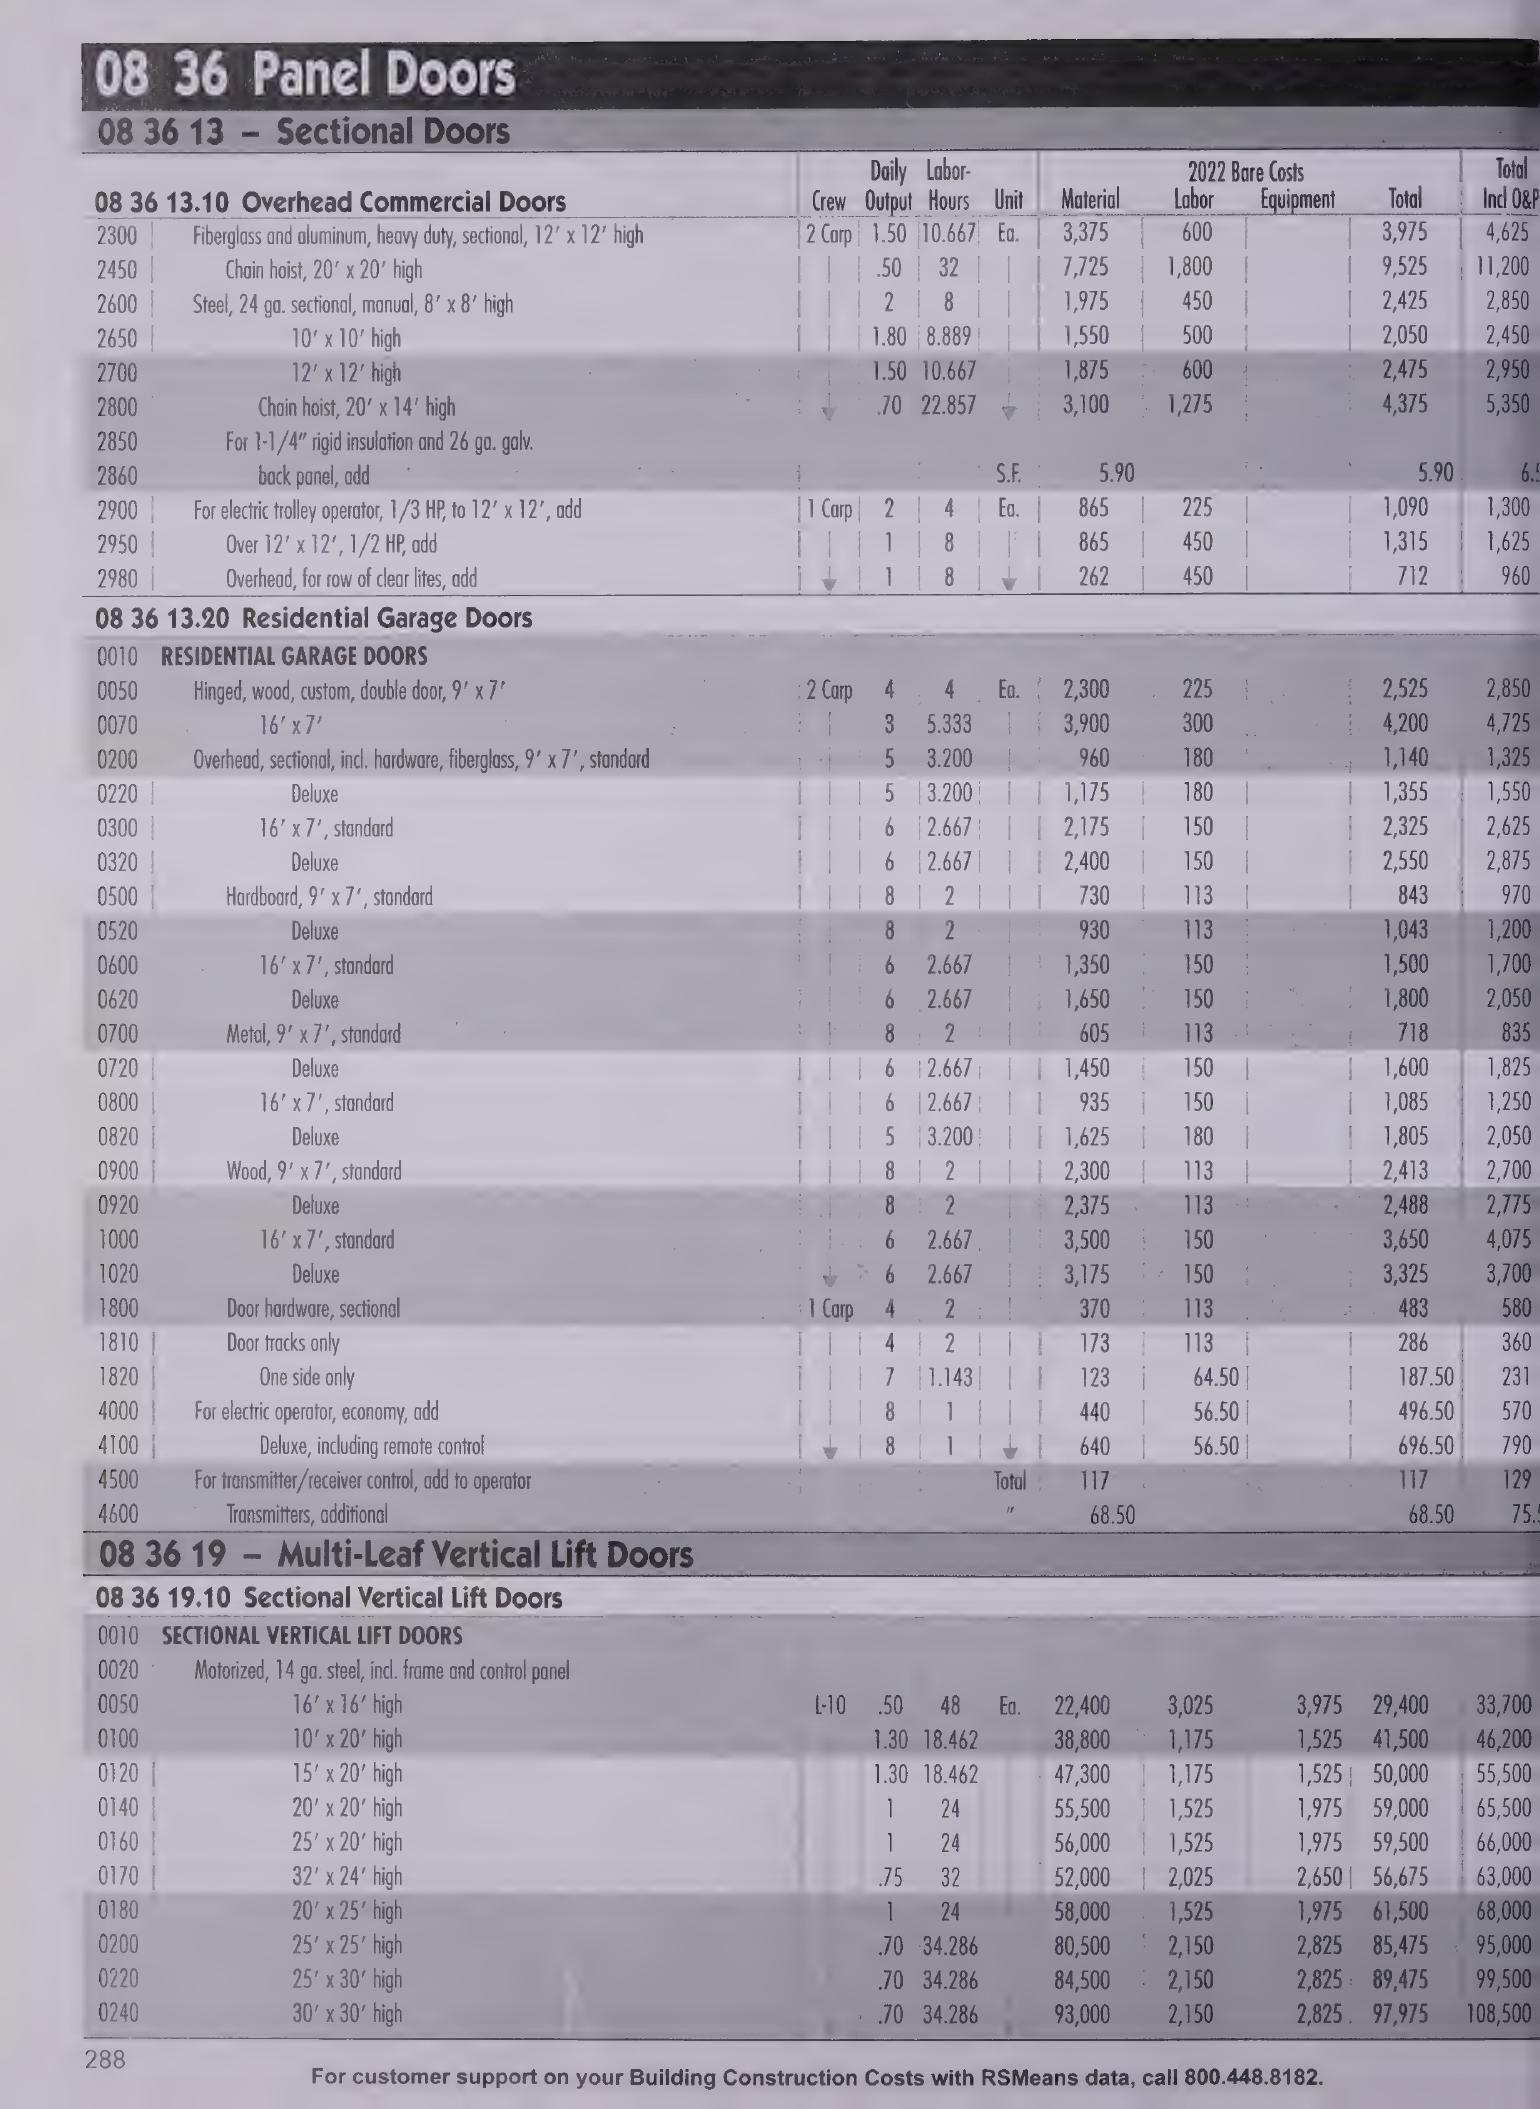 08 36 Panel Doors
08 36 13 – Sectional Doors
Daily Labor- 2022 Bare Costs Total
08 36 13.10 Overhead Commercial Doors Crew Output Hours Unit Material Labor Equipment Total Incl O&P
2300 Fiberglass and aluminum, heavy duty, sectional, 12' x 12' high 2 Carp 1.50 10.667 Ea. 3,375 600 3,975 4,625
2450 Chain hoist, 20' x 20' high .50 32 7,725 1,800 9,525 11,200
2600 Steel, 24 ga. sectional, manual, 8' x 8' high 2 8 1,975 450 2,425 2,850
2650 10' x 10' high 1.80 8.889 1,550 500 2,050 2,450
2700 12' x 12' high 1.50 10.667 1,875 600 2,475 2,950
2800 Chain hoist, 20' x 14' high .70 22.857 3,100 1,275 4,375 5,350
2850 For 1-1/4" rigid insulation and 26 ga. galv.
2860 back panel, add S.F. 5.90 5.90
2900 For electric trolley operator, 1/3 HP, to 12' x 12', add 1 Carp 2 4 Ea. 865 225 1,090 1,300
2950 Over 12' x 12', 1/2 HP, add 1 8 865 450 1,315 1,625
2980 Overhead, for row of clear lites, add 1 8 262 450 712 960
08 36 13.20 Residential Garage Doors
0010 RESIDENTIAL GARAGE DOORS
0050 Hinged, wood, custom, double door, 9' x 7' 2 Carp 4 4 Ea. 2,300 225 2,525 2,850
0070 16' x 7' 3 5.333 3,900 300 4,200 4,725
0200 Overhead, sectional, incl. hardware, fiberglass, 9' x 7', standard 5 3.200 960 180 1,140 1,325
0220 Deluxe 5 3.200 1,175 180 1,355 1,550
0300 16' x 7', standard 6 2.667 2,175 150 2,325 2,625
0320 Deluxe 6 2.667 2,400 150 2,550 2,875
0500 Hardboard, 9' x 7', standard 8 2 730 113 843 970
0520 Deluxe 8 2 930 113 1,043 1,200
0600 16' x 7', standard 6 2.667 1,350 150 1,500 1,700
0620 Deluxe 6 2.667 1,650 150 1,800 2,050
0700 Metal, 9' x 7', standard 8 2 605 113 718 835
0720 Deluxe 6 2.667 1,450 150 1,600 1,825
0800 16' x 7', standard 6 2.667 935 150 1,085 1,250
0820 Deluxe 5 3.200 1,625 180 1,805 2,050
0900 Wood, 9' x 7', standard 8 2 2,300 113 2,413 2,700
0920 Deluxe 8 2 2,375 113 2,488 2,775
1000 16' x 7', standard 6 2.667 3,500 150 3,650 4,075
1020 Deluxe 6 2.667 3,175 150 3,325 3,700
1800 Door hardware, sectional 1 Carp 4 2 370 113 483 580
1810 Door tracks only 4 2 173 113 286 360
1820 One side only 7 1.143 123 64.50 187.50 231
4000 For electric operator, economy, add 8 1 440 56.50 496.50 570
4100 Deluxe, including remote control 8 1 640 56.50 696.50 790
4500 For transmitter/receiver control, add to operator Total 117 117 129
4600 Transmitters, additional " 68.50 68.50
08 36 19 – Multi-Leaf Vertical Lift Doors
08 36 19.10 Sectional Vertical Lift Doors
0010 SECTIONAL VERTICAL LIFT DOORS
0020 Motorized, 14 ga. steel, incl. frame and control panel
0050 16' x 16' high L-10 .50 48 Ea. 22,400 3,025 3,975 29,400 33,700
0100 10' x 20' high 1.30 18.462 38,800 1,175 1,525 41,500 46,200
0120 15' x 20' high 1.30 18.462 47,300 1,175 1,525 50,000 55,500
0140 20' x 20' high 1 24 55,500 1,525 1,975 59,000 65,500
0160 25' x 20' high 1 24 56,000 1,525 1,975 59,500 66,000
0170 32' x 24' high .75 32 52,000 2,025 2,650 56,675 63,000
0180 20' x 25' high 1 24 58,000 1,525 1,975 61,500 68,000
0200 25' x 25' high .70 34.286 80,500 2,150 2,825 85,475 95,000
0220 25' x 30' high .70 34.286 84,500 2,150 2,825 89,475 99,500
0240 30' x 30' high .70 34.286 93,000 2,150 2,825 97,975 108,500
288
For customer support on your Building Construction Costs with RSMeans data, call 800.448.8182.